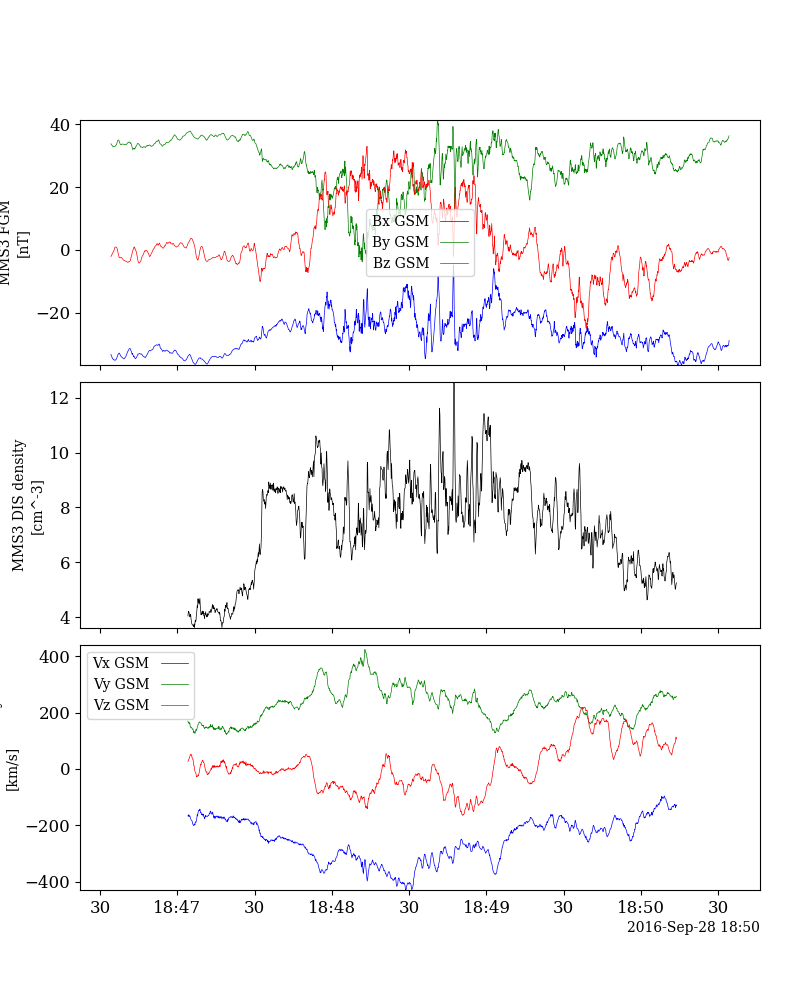 40
20
0
−20
MMS3 FGM
[nT]
Bx GSM
By GSM
Bz GSM
12
10
8
6
4
MMS3 DIS density
[cm^-3]
400
200
0
−200
−400
[km/s]
Vx GSM
Vy GSM
Vz GSM
30 18:47 30 18:48 30 18:49 30 18:50 30
2016-Sep-28 18:50